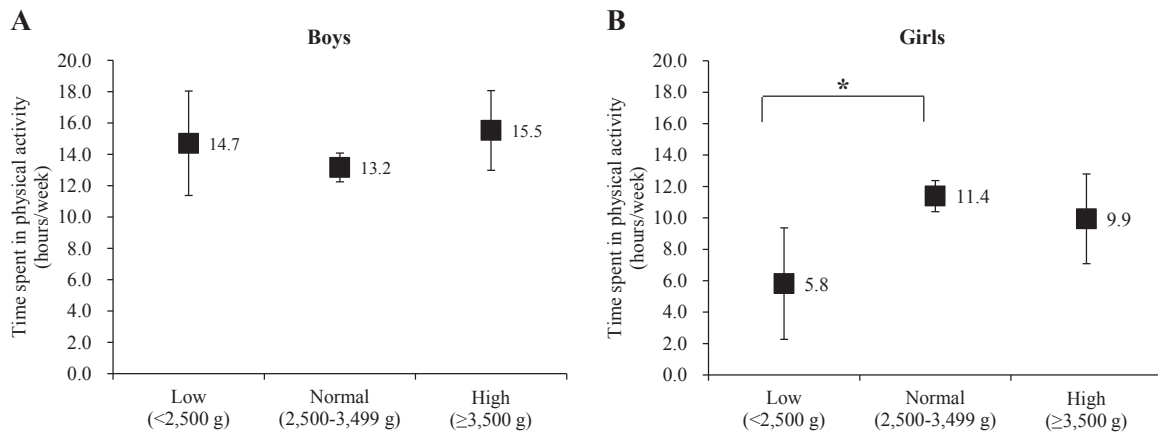 A
Boys
Time spent in physical activity
(hours/week)
20.0
18.0
16.0
14.0
12.0
10.0
8.0
6.0
4.0
2.0
0.0
14.7
13.2
15.5
Low
(<2,500 g)
Normal
(2,500-3,499 g)
High
(≥3,500 g)
B
Girls
Time spent in physical activity
(hours/week)
20.0
18.0
16.0
14.0
12.0
10.0
8.0
6.0
4.0
2.0
0.0
*
5.8
11.4
9.9
Low
(<2,500 g)
Normal
(2,500-3,499 g)
High
(≥3,500 g)